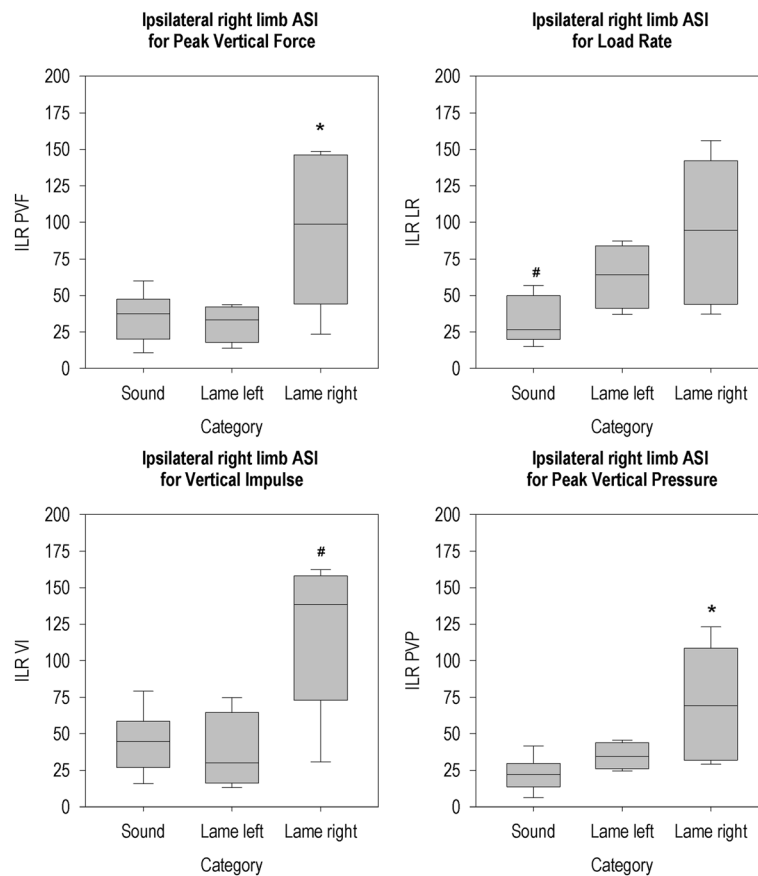 Ipsilateral right limb ASI
for Peak Vertical Force
200
175
150
125
100
75
50
25
0
ILR PVF
*
Sound Lame left Lame right
Category
Ipsilateral right limb ASI
for Load Rate
200
175
150
125
100
75
50
25
0
ILR LR
#
Sound Lame left Lame right
Category
Ipsilateral right limb ASI
for Vertical Impulse
200
175
150
125
100
75
50
25
0
ILR VI
#
Sound Lame left Lame right
Category
Ipsilateral right limb ASI
for Peak Vertical Pressure
200
175
150
125
100
75
50
25
0
ILR PVP
*
Sound Lame left Lame right
Category